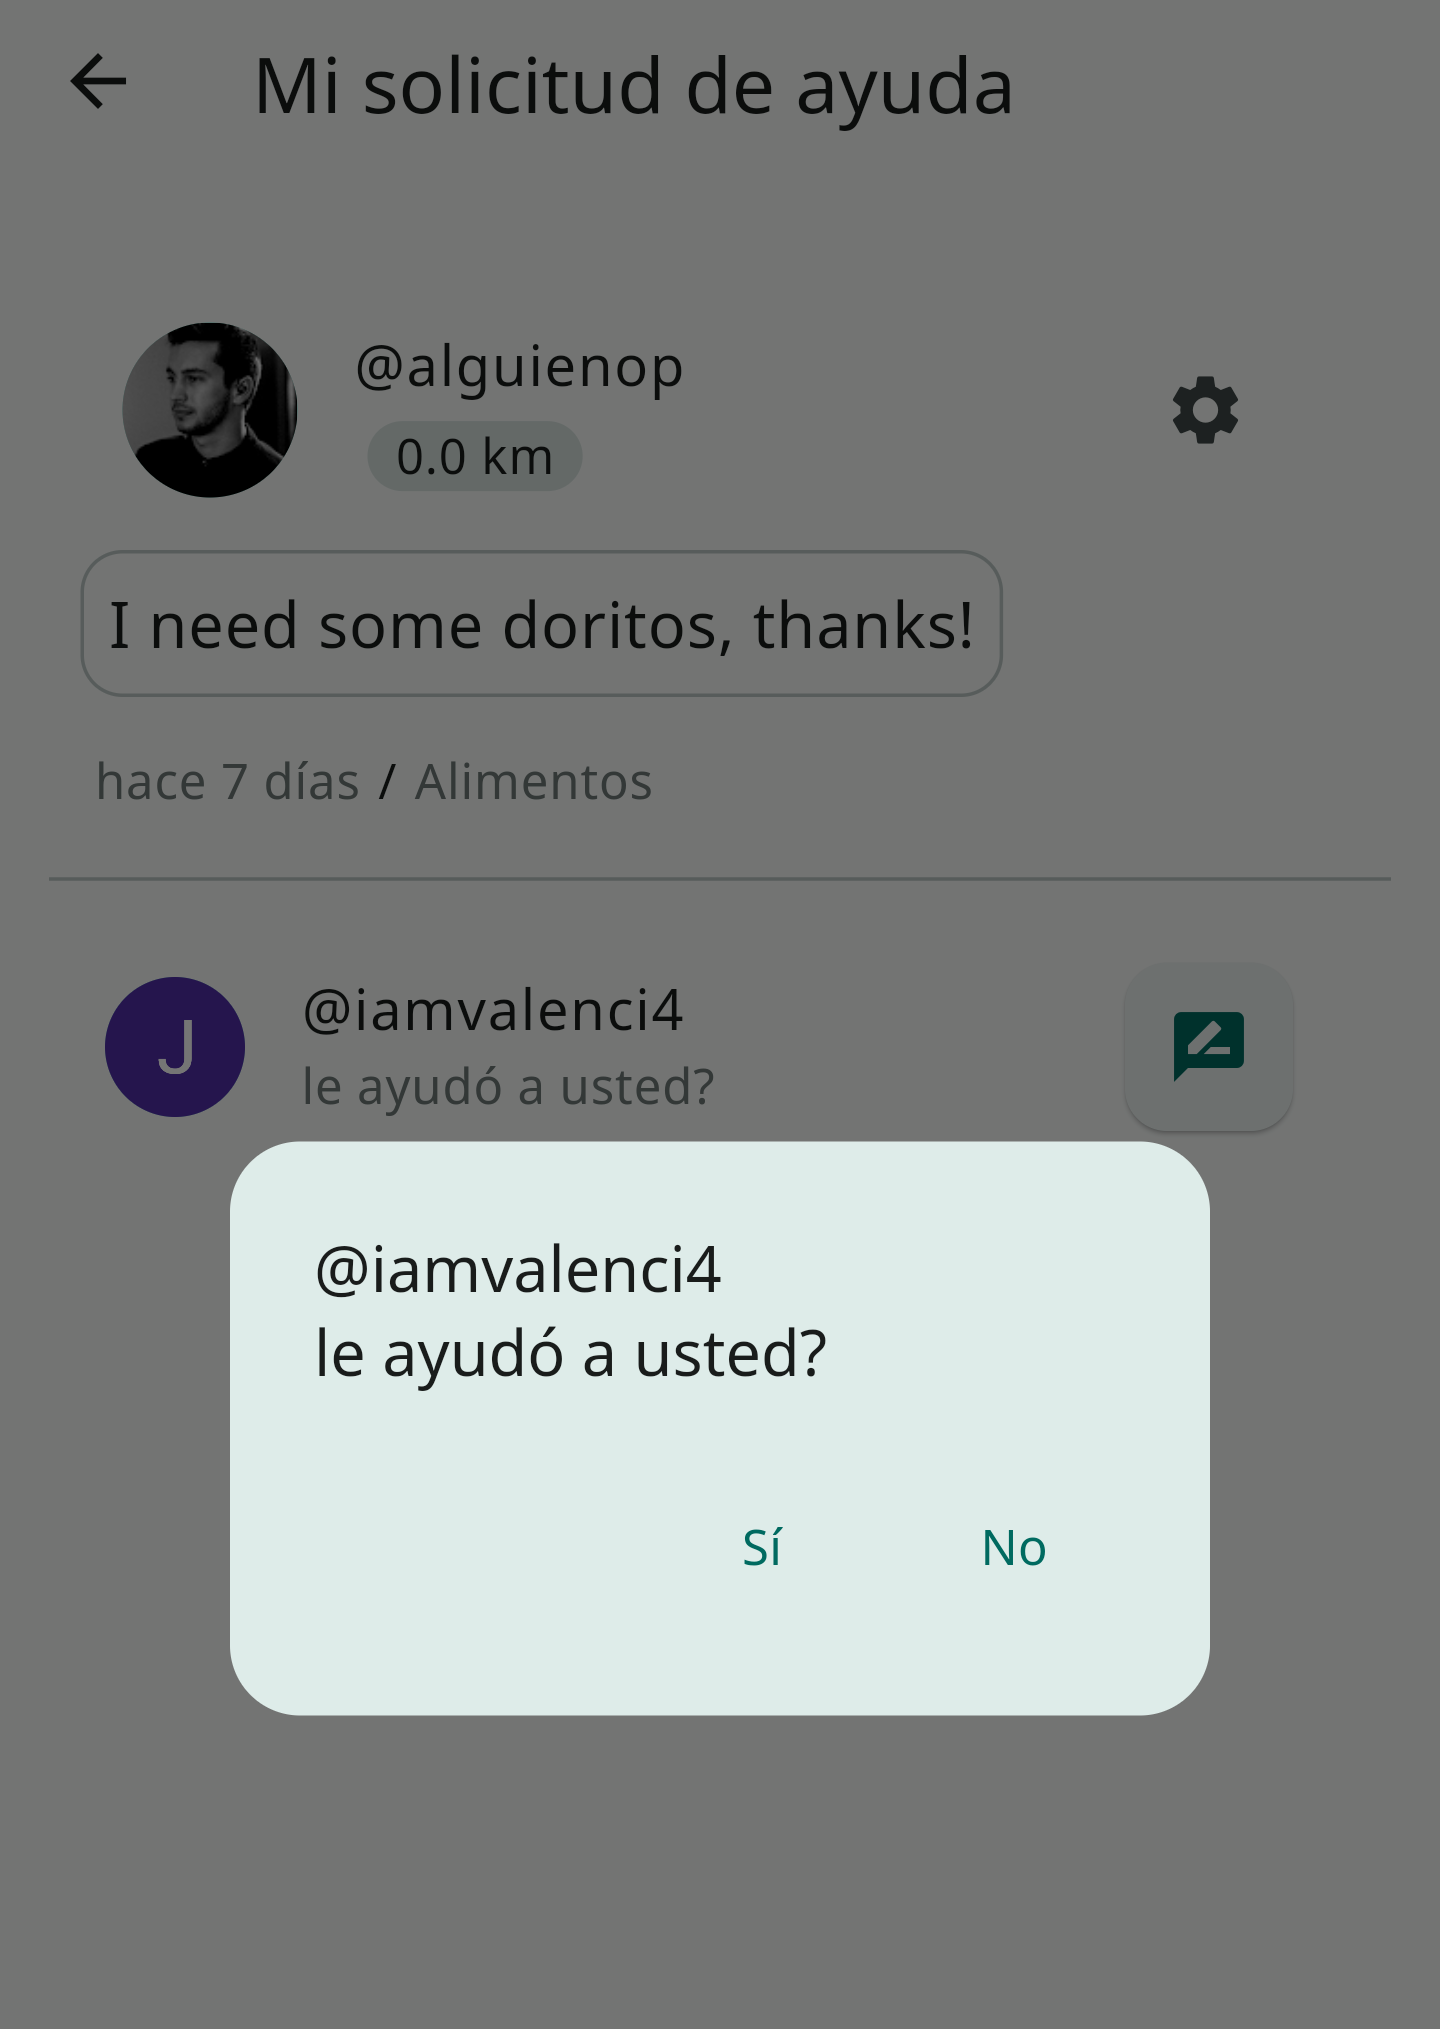 Mi solicitud de ayuda
@alguienop
0.0 km
I need some doritos, thanks!
hace 7 días / Alimentos
J
@iamvalenci4
le ayudó a usted?
@iamvalenci4
le ayudó a usted?
Sí No